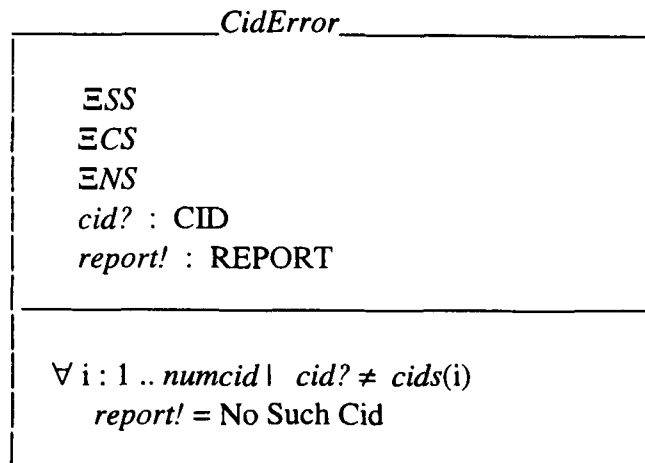 CidError
ΞSS
ΞCS
ΞNS
cid? : CID
report! : REPORT
∀ i : 1 .. numcid | cid? ≠ cids(i)
report! = No Such Cid